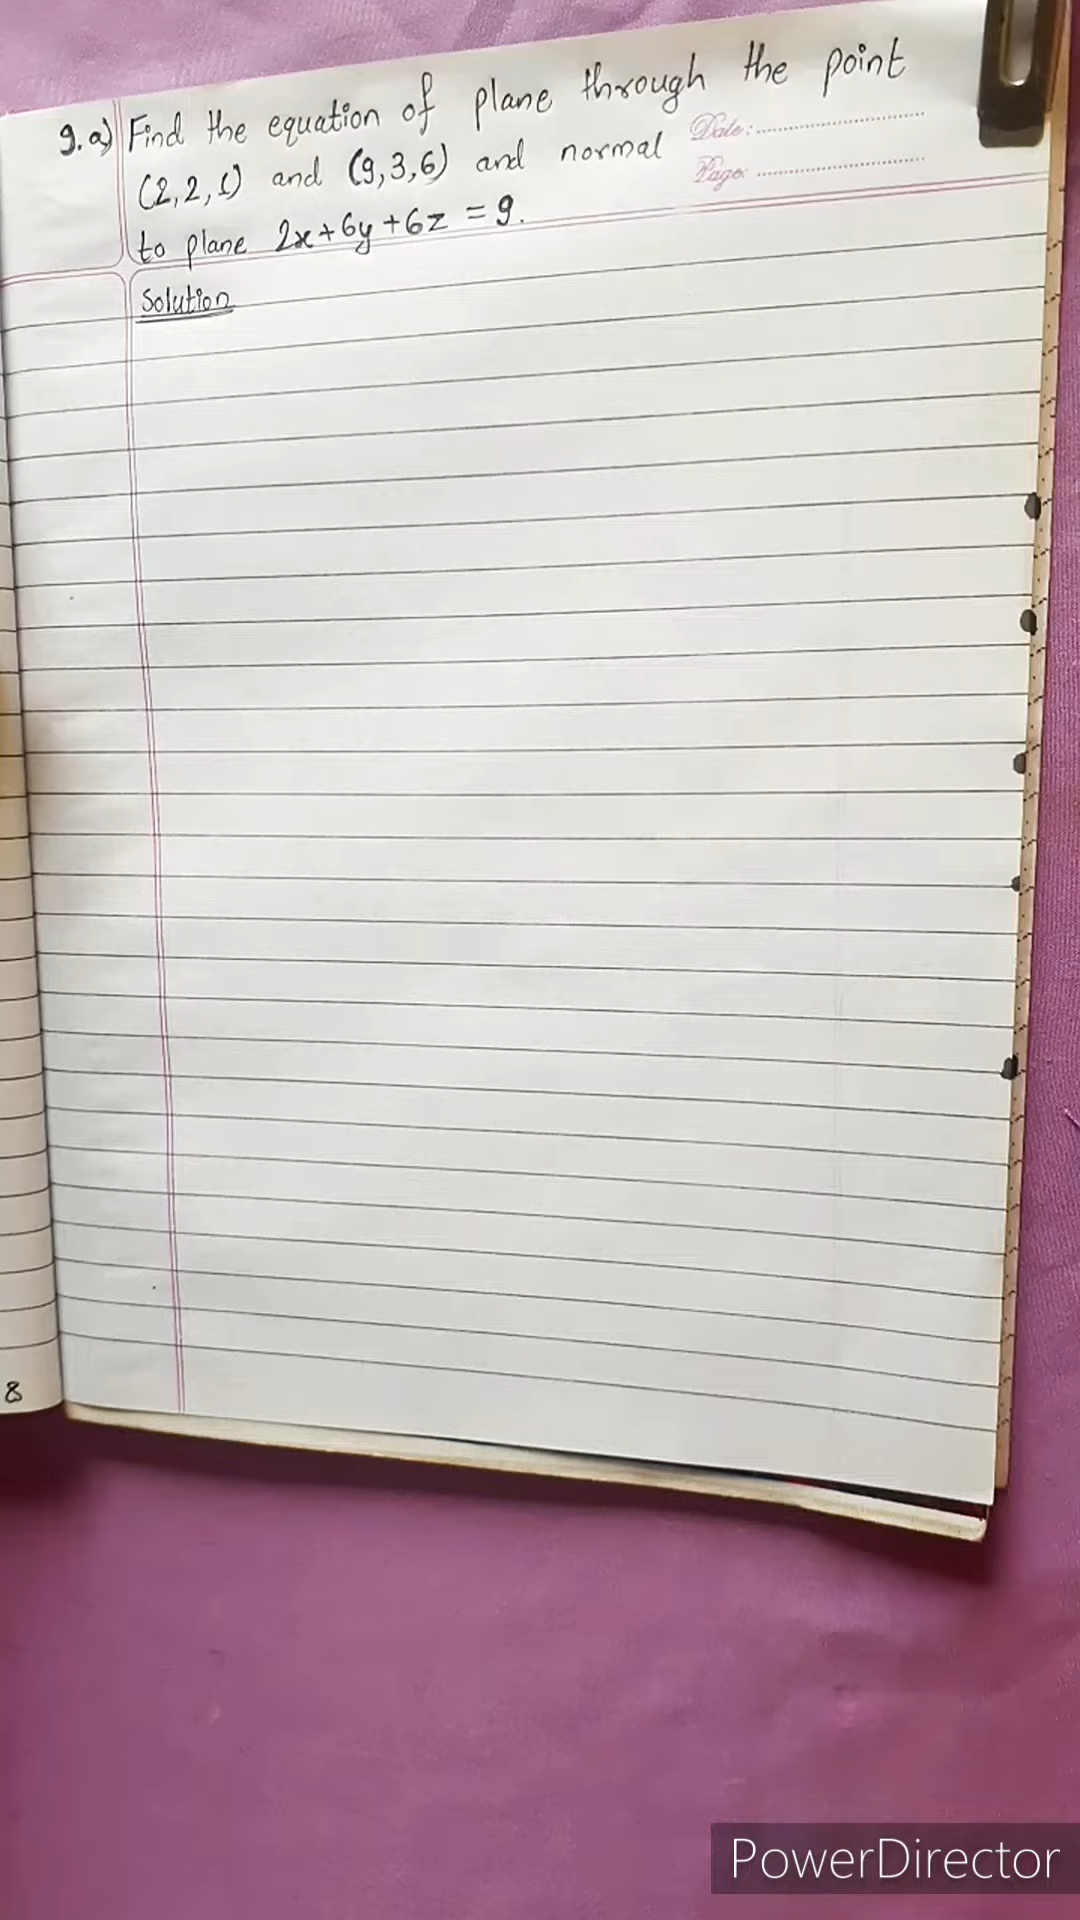 9. a) Find the equation of plane through the point
(2,2,1) and (9,3,6) and normal
Date:
Page:
to plane 2x+6y+6z = 9.
Solution
8
PowerDirector